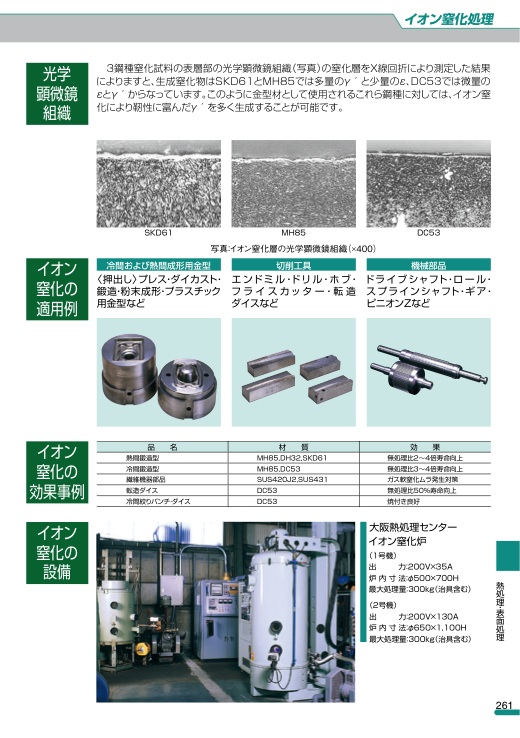 イオン窒化処理
光学
顕微鏡
組織
3鋼種窒化試料の表層部の光学顕微鏡組織(写真)の窒化層をX線回折により測定した結果
によりますと、生成窒化物はSKD61とMH85では多量のγ´と少量のε、DC53では微量の
εとγ´からなっています。このように金型材として使用されるこれら鋼種に対しては、イオン窒
化により靭性に富んだγ´を多く生成することが可能です。
SKD61
MH85
DC53
写真:イオン窒化層の光学顕微鏡組織(×400)
イオン
窒化の
適用例
冷間および熱間成形用金型
〈押出し〉プレス・ダイカスト・
鍛造・粉末成形・プラスチック
用金型など
切削工具
エンドミル・ドリル・ホブ・
フライスカッター・転造
ダイスなど
機械部品
ドライブシャフト・ロール・
スプラインシャフト・ギア・
ピニオンZなど
イオン
窒化の
効果事例
品 名 材 質 効 果
熱間鍛造型 MH85,DH32,SKD61 無処理比2〜4倍寿命向上
冷間鍛造型 MH85,DC53 無処理比3〜4倍寿命向上
繊維機器部品 SUS420J2,SUS431 ガス軟窒化ムラ発生対策
転造ダイス DC53 無処理比50%寿命向上
冷間絞りパンチ・ダイス DC53 焼付き良好
イオン
窒化の
設備
大阪熱処理センター
イオン窒化炉
(1号機)
出 力:200V×35A
炉内寸法:φ500×700H
最大処理量:300kg(治具含む)
(2号機)
出 力:200V×130A
炉内寸法:φ650×1,100H
最大処理量:300kg(治具含む)
熱処理・表面処理
261